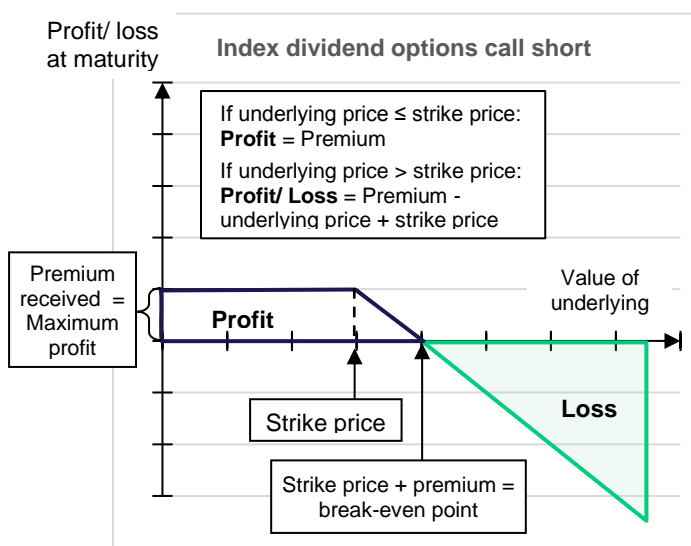 Profit/ loss
at maturity
Index dividend options call short
If underlying price ≤ strike price:
Profit = Premium
If underlying price > strike price:
Profit/ Loss = Premium -
underlying price + strike price
Premium
received =
Maximum
profit
Profit
Value of
underlying
Strike price
Loss
Strike price + premium =
break-even point